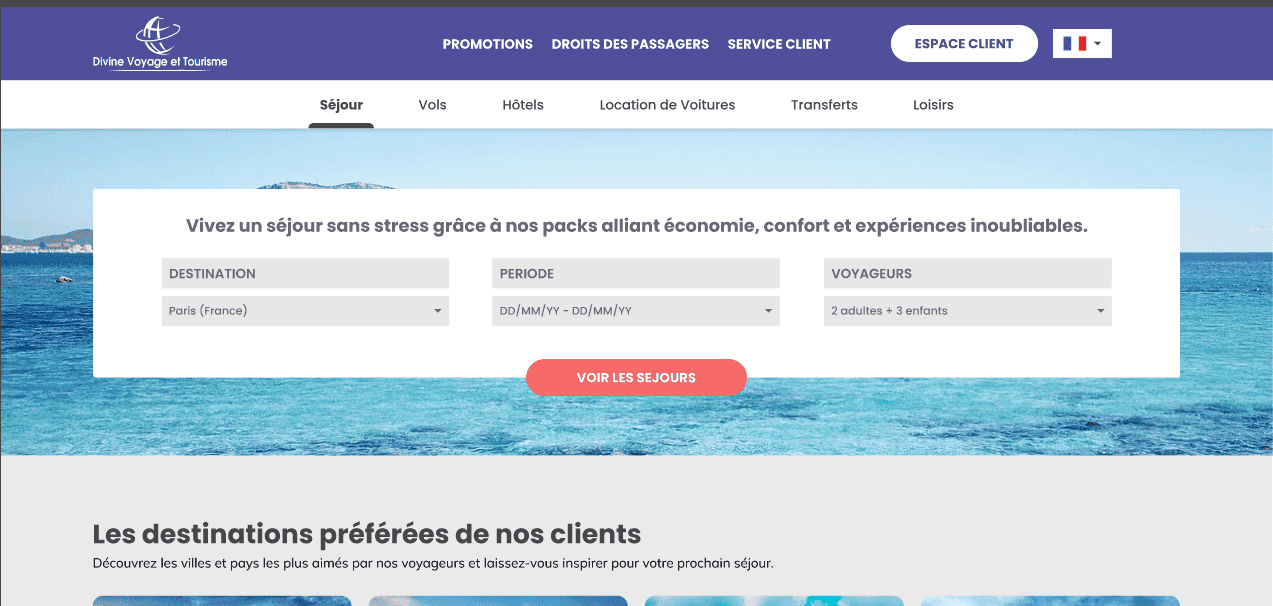 Divine Voyage et Tourisme
PROMOTIONS
DROITS DES PASSAGERS
SERVICE CLIENT
ESPACE CLIENT
Séjour
Vols
Hôtels
Location de Voitures
Transferts
Loisirs
Vivez un séjour sans stress grâce à nos packs alliant économie, confort et expériences inoubliables.
DESTINATION
PERIODE
VOYAGEURS
Paris (France)
DD/MM/YY - DD/MM/YY
2 adultes + 3 enfants
VOIR LES SEJOURS
Les destinations préférées de nos clients
Découvrez les villes et pays les plus aimés par nos voyageurs et laissez-vous inspirer pour votre prochain séjour.